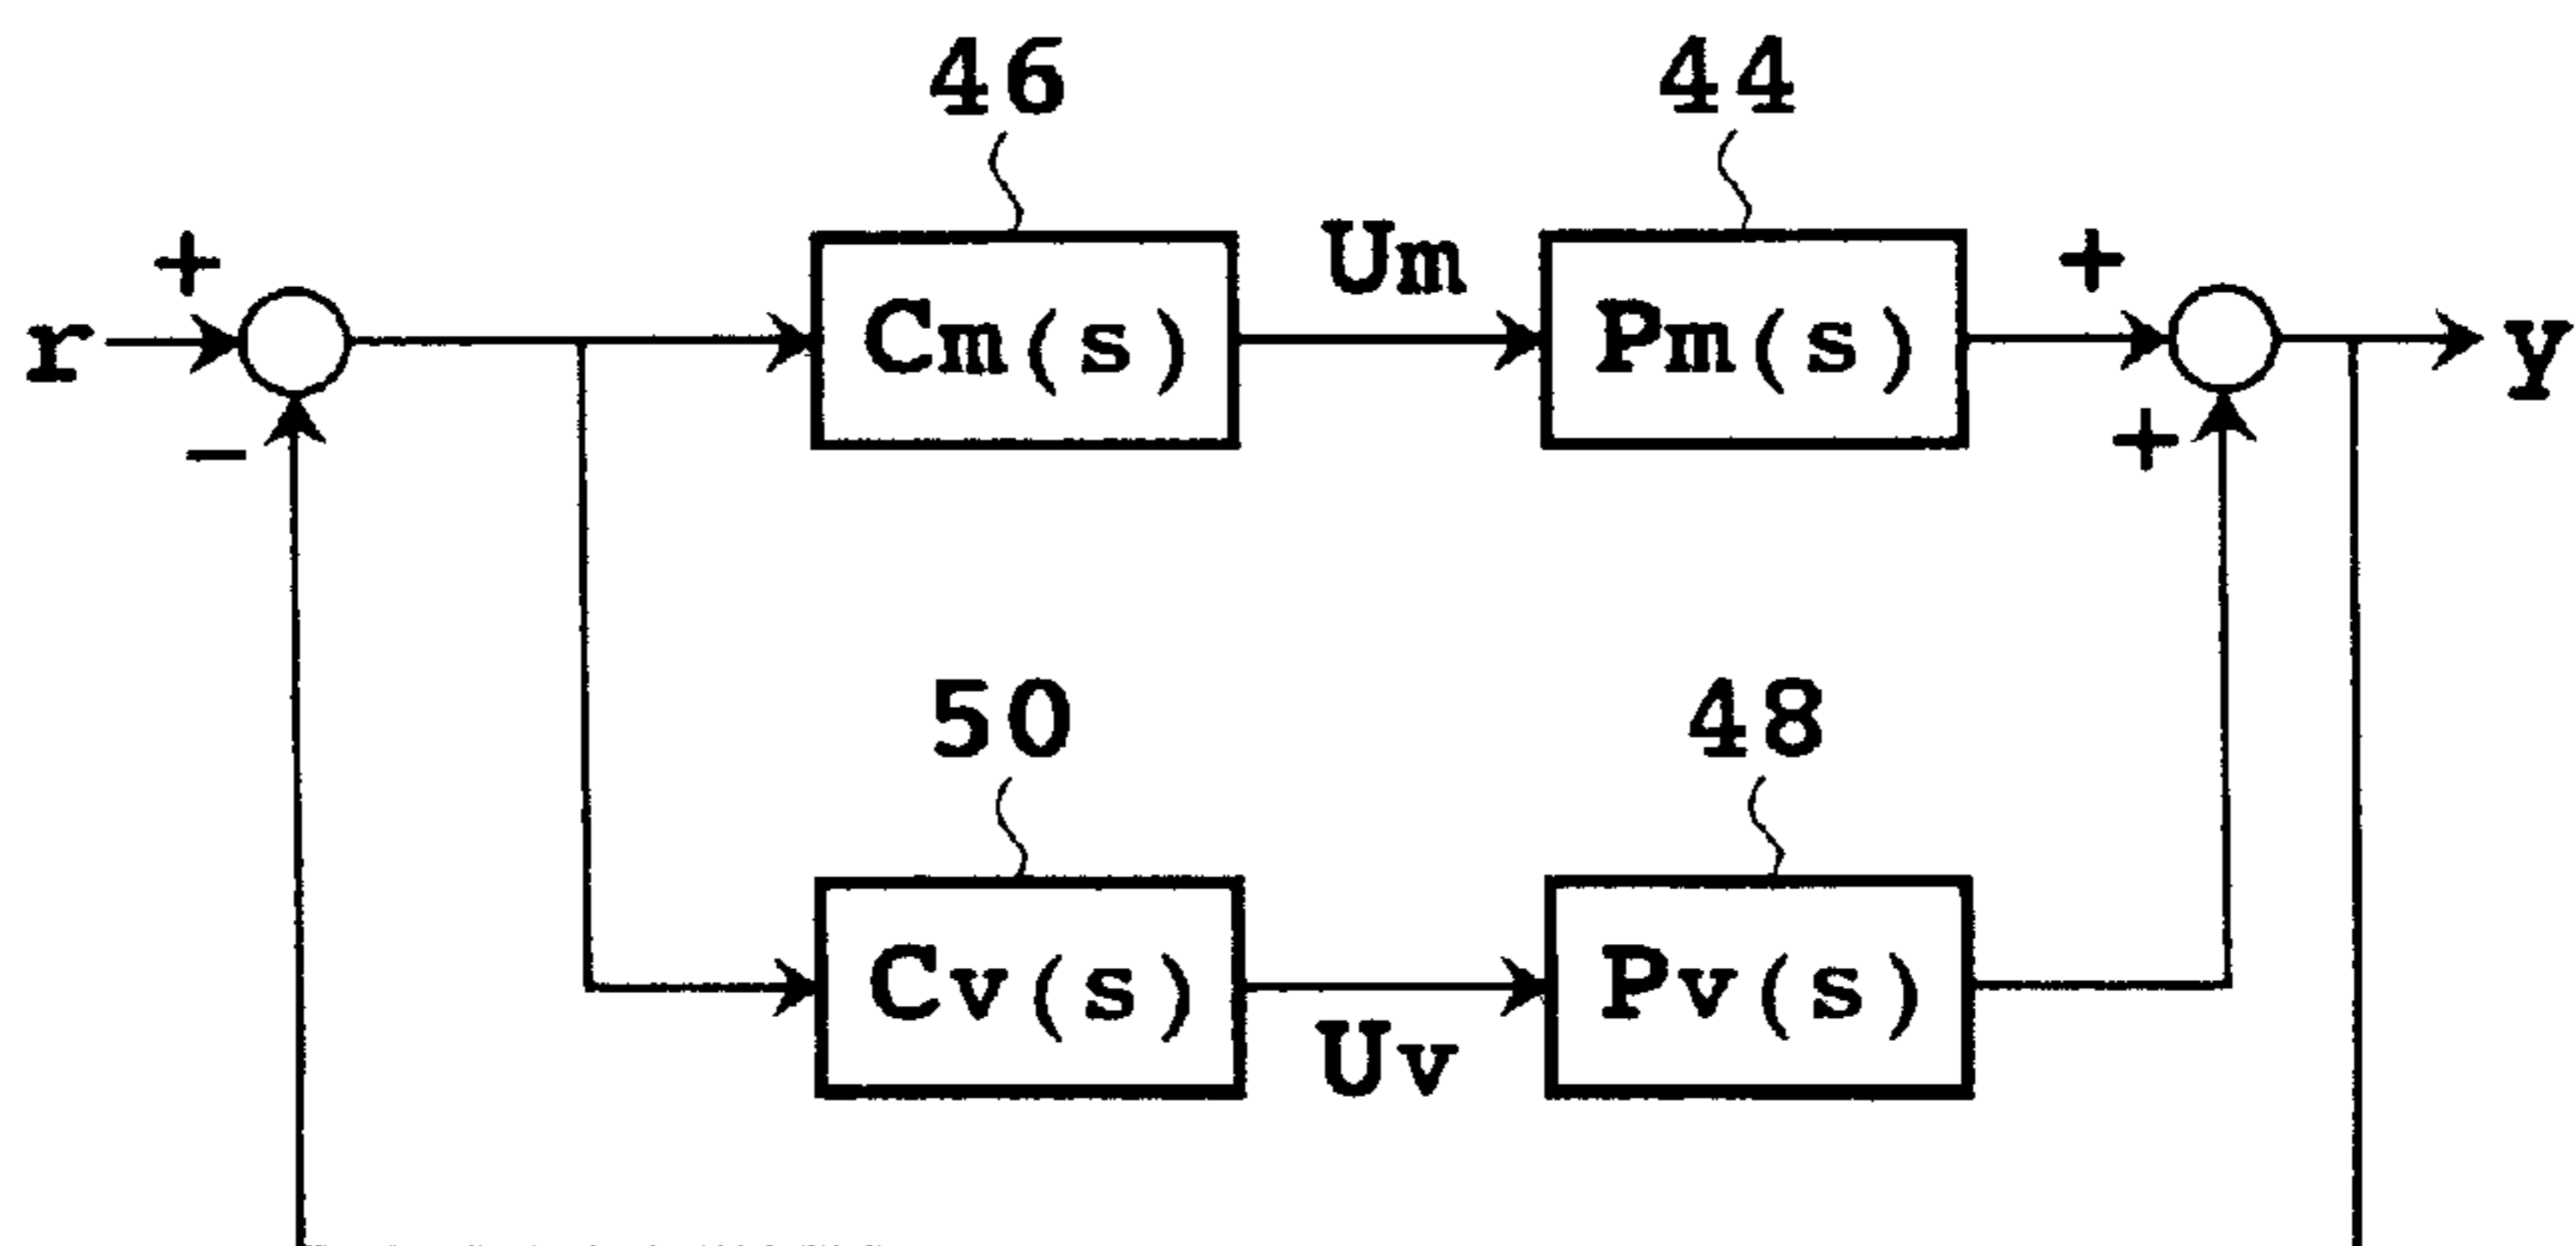 46 44
+ Um +
r Cm(s) Pm(s) y
− +
50 48
Cv(s) Pv(s)
Uv